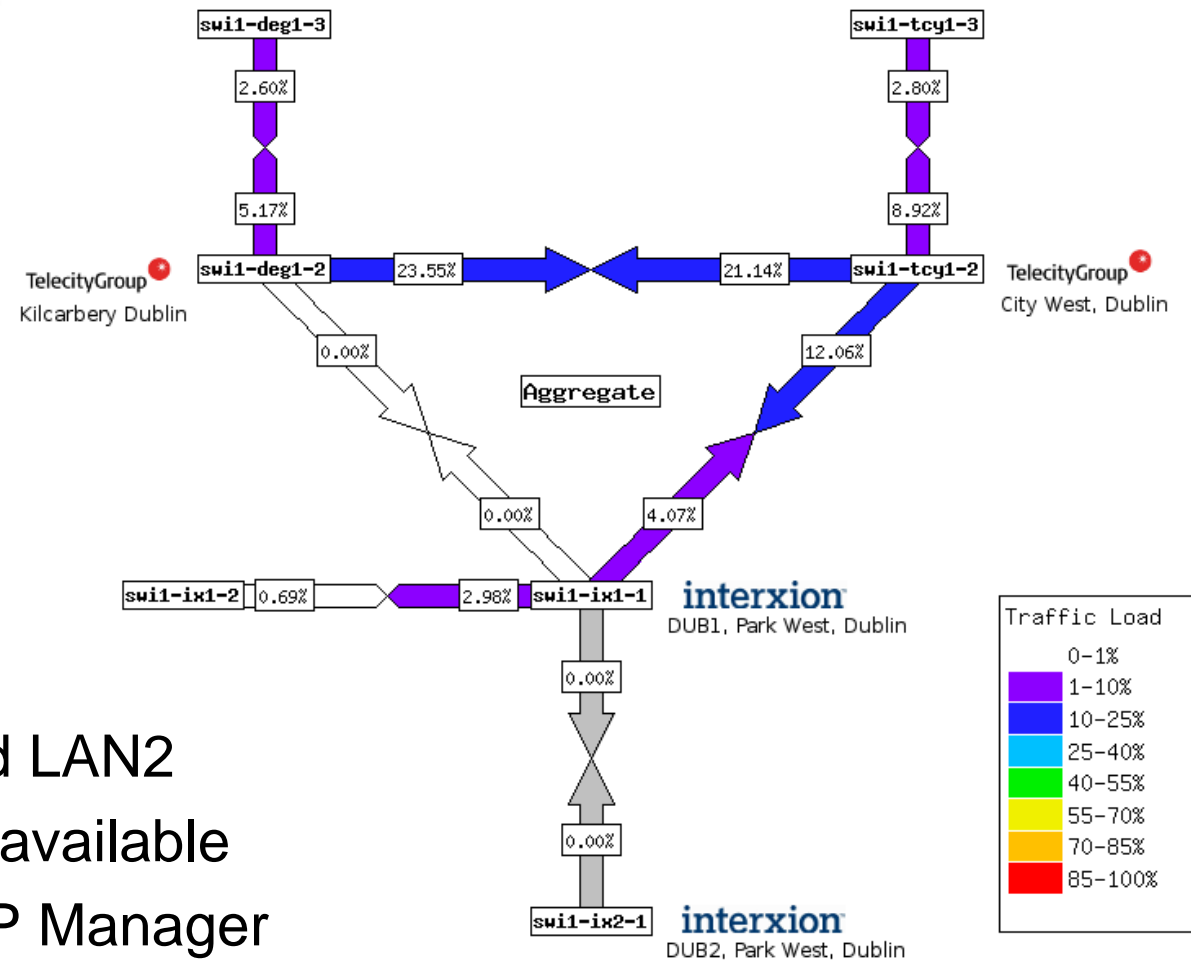 swi1-deg1-3
swi1-tcy1-3
2.60%
2.80%
5.17%
8.92%
TelecityGroup
Kilcarbery Dublin
swi1-deg1-2
23.55%
21.14%
swi1-tcy1-2
TelecityGroup
City West, Dublin
0.00%
12.06%
Aggregate
0.00%
4.07%
swi1-ix1-2
0.69%
2.98%
swi1-ix1-1
interxion
DUB1, Park West, Dublin
0.00%
0.00%
swi1-ix2-1
interxion
DUB2, Park West, Dublin
Traffic Load
0-1%
1-10%
10-25%
25-40%
40-55%
55-70%
70-85%
85-100%
d LAN2
available
P Manager